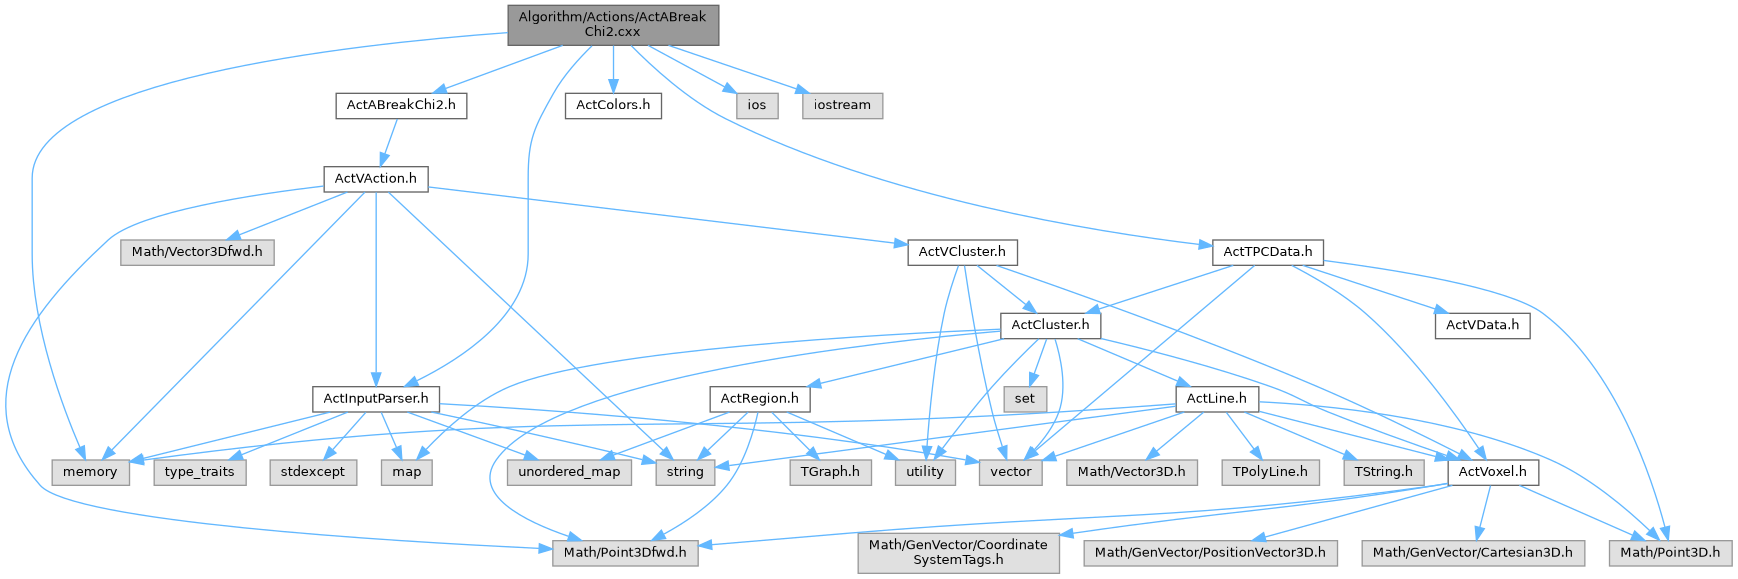 Algorithm/Actions/ActABreak
Chi2.cxx
ActABreakChi2.h
ActColors.h
ios
iostream
ActVAction.h
Math/Vector3Dfwd.h
ActVCluster.h
ActTPCData.h
ActCluster.h
ActVData.h
ActInputParser.h
ActRegion.h
set
ActLine.h
memory
type_traits
stdexcept
map
unordered_map
string
TGraph.h
utility
vector
Math/Vector3D.h
TPolyLine.h
TString.h
ActVoxel.h
Math/Point3Dfwd.h
Math/GenVector/Coordinate
SystemTags.h
Math/GenVector/PositionVector3D.h
Math/GenVector/Cartesian3D.h
Math/Point3D.h